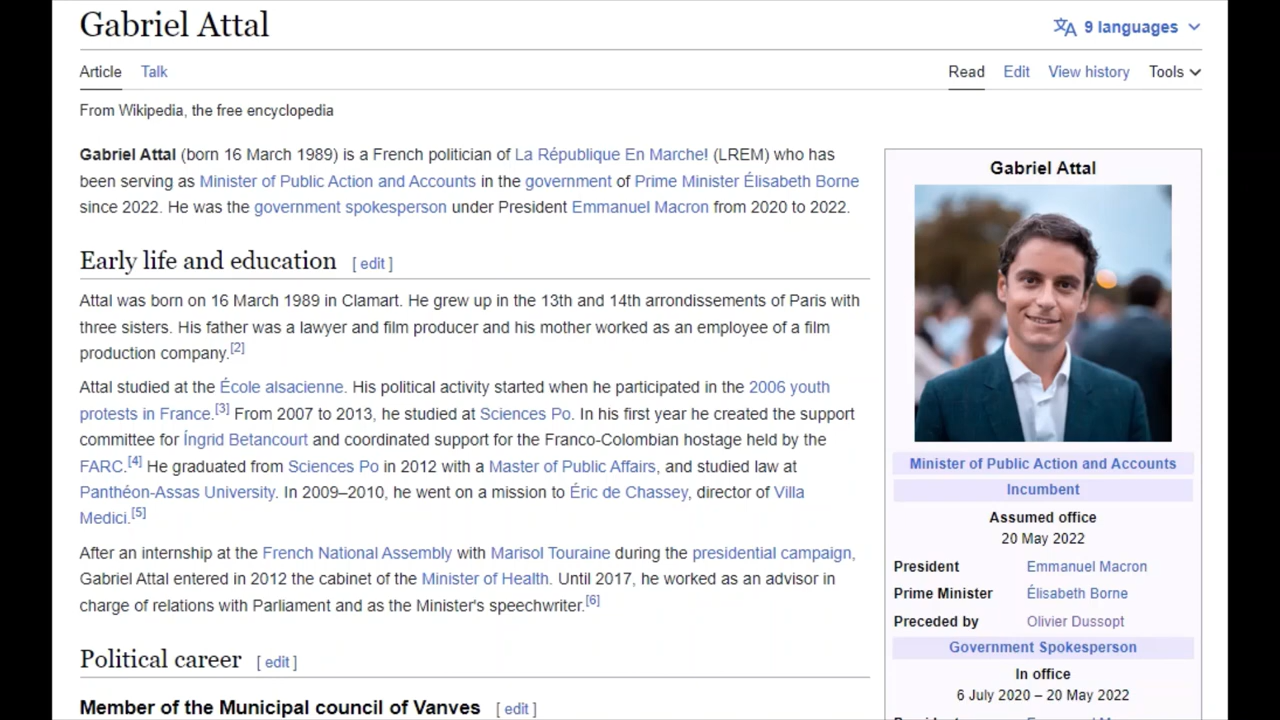 Gabriel Attal
9 languages
Article Talk
Read Edit View history Tools
From Wikipedia, the free encyclopedia
Gabriel Attal (born 16 March 1989) is a French politician of La République En Marche! (LREM) who has
been serving as Minister of Public Action and Accounts in the government of Prime Minister Élisabeth Borne
since 2022. He was the government spokesperson under President Emmanuel Macron from 2020 to 2022.
Early life and education [ edit ]
Attal was born on 16 March 1989 in Clamart. He grew up in the 13th and 14th arrondissements of Paris with
three sisters. His father was a lawyer and film producer and his mother worked as an employee of a film
production company.[2]
Attal studied at the École alsacienne. His political activity started when he participated in the 2006 youth
protests in France.[3] From 2007 to 2013, he studied at Sciences Po. In his first year he created the support
committee for Íngrid Betancourt and coordinated support for the Franco-Colombian hostage held by the
FARC.[4] He graduated from Sciences Po in 2012 with a Master of Public Affairs, and studied law at
Panthéon-Assas University. In 2009–2010, he went on a mission to Éric de Chassey, director of Villa
Medici.[5]
After an internship at the French National Assembly with Marisol Touraine during the presidential campaign,
Gabriel Attal entered in 2012 the cabinet of the Minister of Health. Until 2017, he worked as an advisor in
charge of relations with Parliament and as the Minister's speechwriter.[6]
Political career [ edit ]
Member of the Municipal council of Vanves [ edit ]
Gabriel Attal
Minister of Public Action and Accounts
Incumbent
Assumed office
20 May 2022
President Emmanuel Macron
Prime Minister Élisabeth Borne
Preceded by Olivier Dussopt
Government Spokesperson
In office
6 July 2020 – 20 May 2022